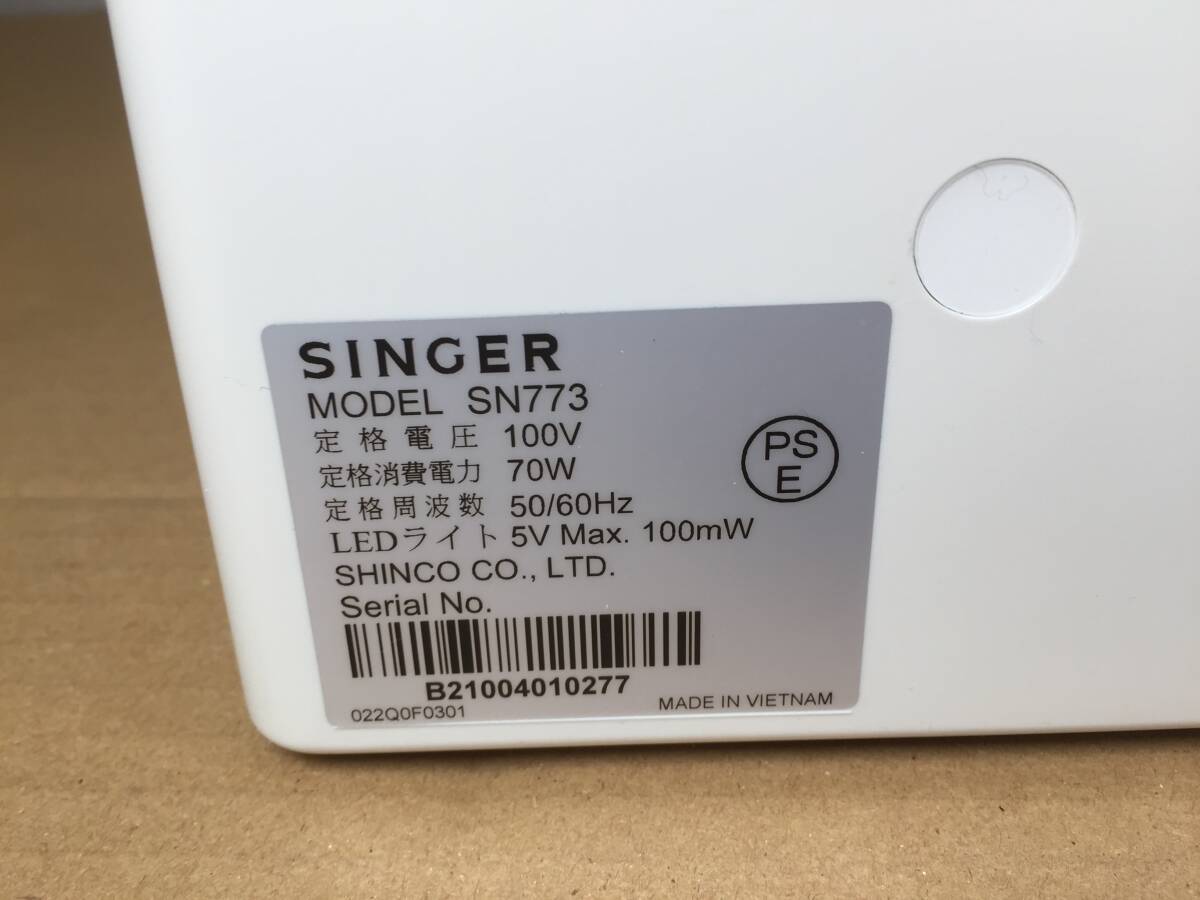 SINGER
MODEL SN773
定格電圧 100V
定格消費電力 70W
定格周波数 50/60Hz
LEDライト 5V Max. 100mW
SHINCO CO., LTD.
Serial No.
B21004010277
022Q0F0301
MADE IN VIETNAM
PS
E